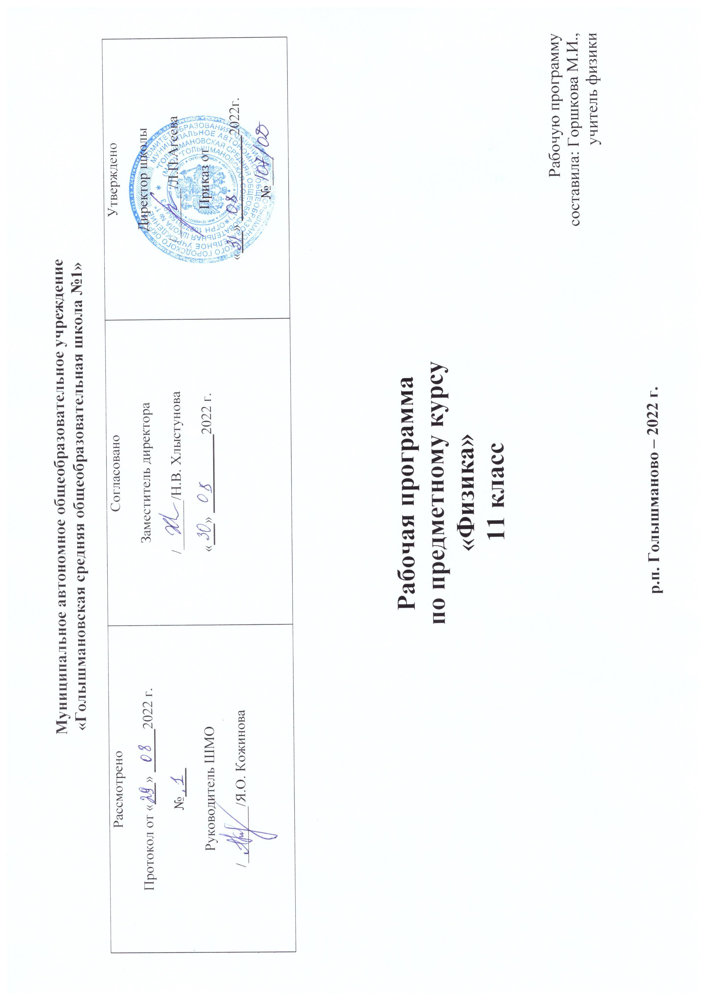 Муниципальное автономное общеобразовательное учреждение
«Голышмановская средняя общеобразовательная школа №1»
Рассмотрено
Протокол от «29» 08 2022 г.
№ 1
Руководитель ШМО
/ /Я.О. Кожинова
Согласовано
Заместитель директора
/ /Н.В. Хлыстунова
«30» 08 2022 г.
Утверждено
Директор школы
/ /Л.П.Агеева
Приказ от
«31» 08 2022г.
№ 107/100
Рабочая программа
по предметному курсу
«Физика»
11 класс
Рабочую программу
составила: Горшкова М.И.,
учитель физики
р.п. Голышманово – 2022 г.